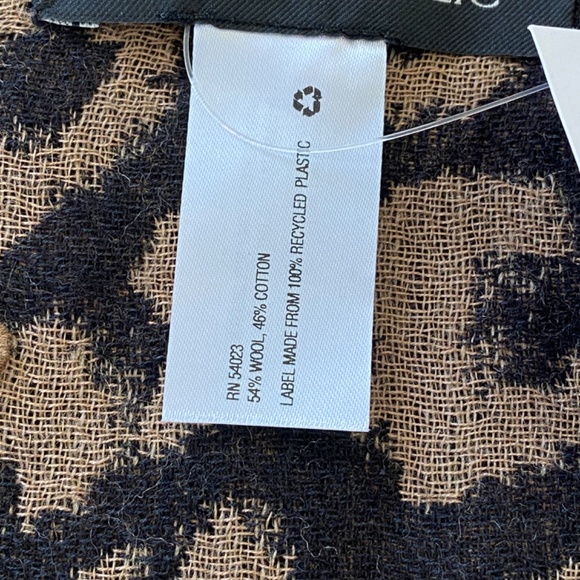 RN 54023
54% WOOL, 46% COTTON
LABEL MADE FROM 100% RECYCLED PLASTIC